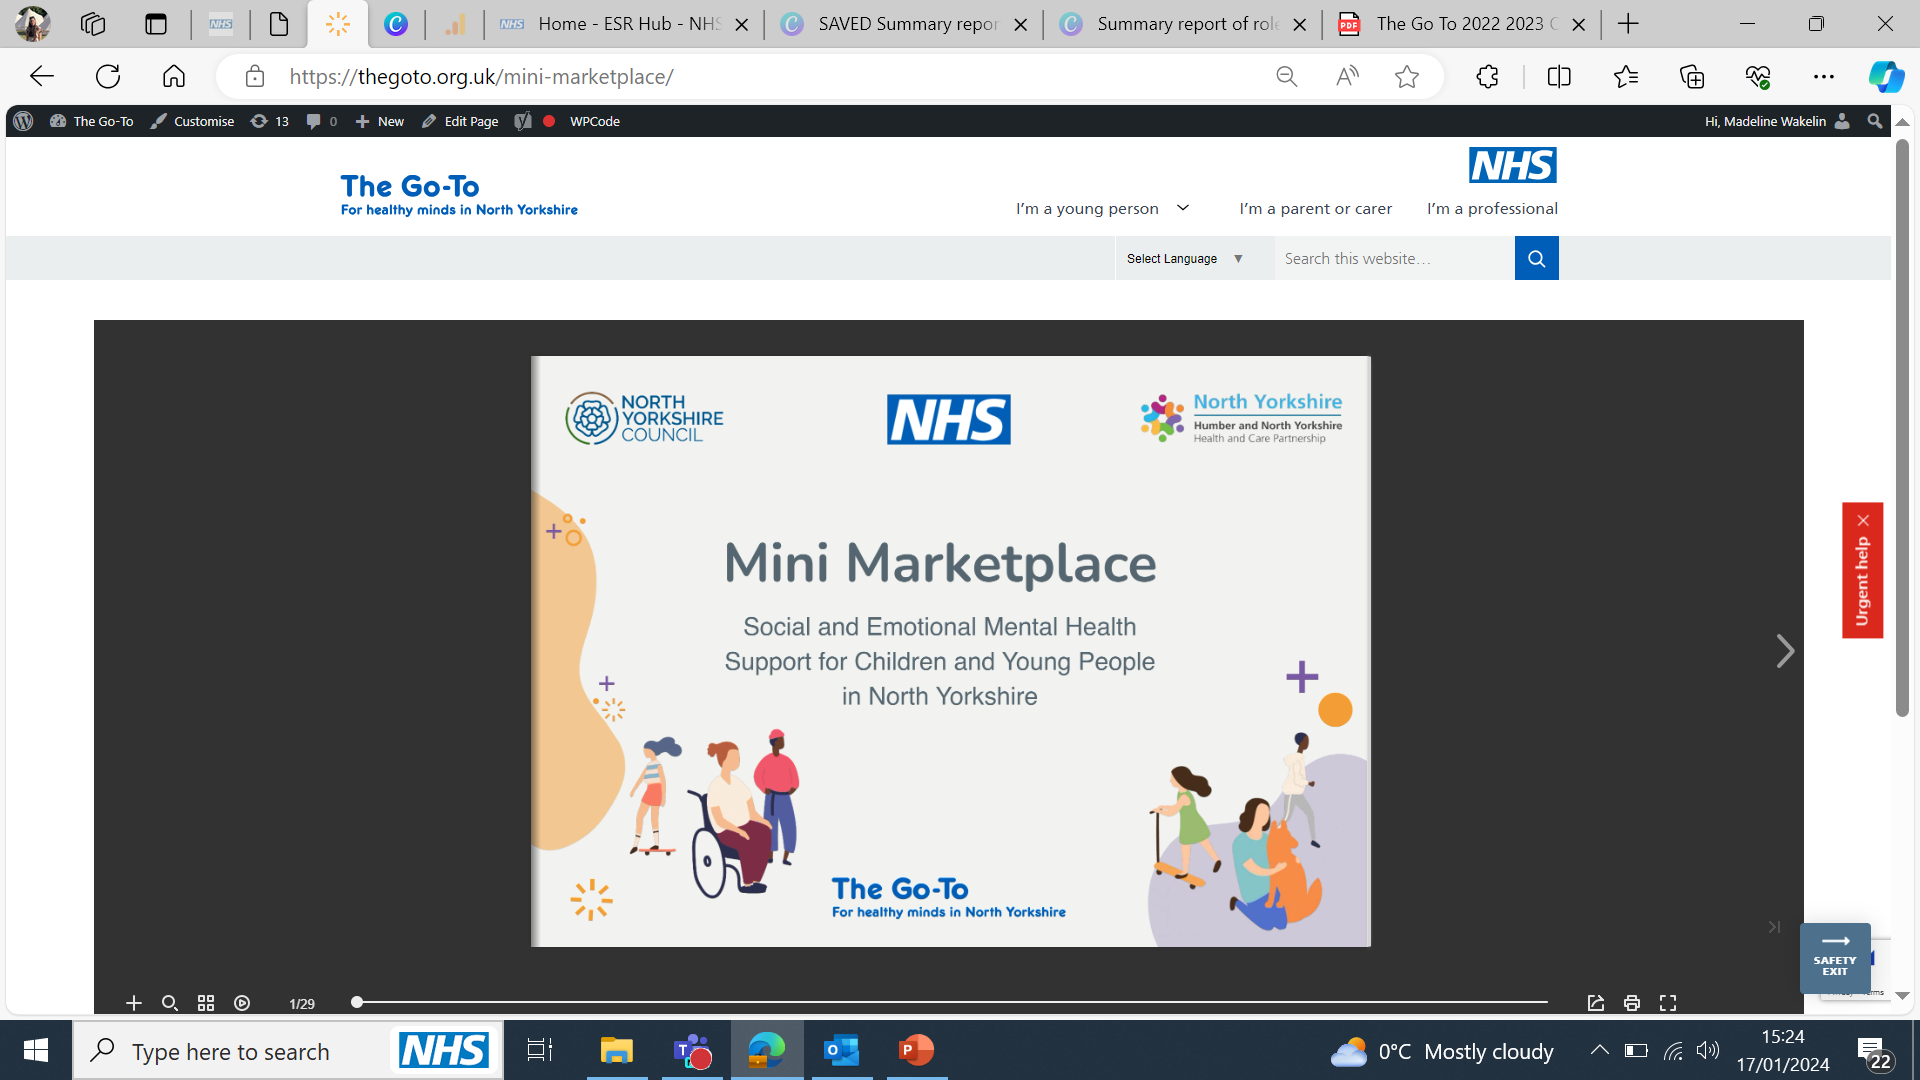 NHS
Home - ESR Hub - NHS
SAVED Summary repor
Summary report of role
PDF
The Go To 2022 2023 C
https://thegoto.org.uk/mini-marketplace/
The Go-To
Customise
13
0
New
Edit Page
WPCode
Hi, Madeline Wakelin
NHS
The Go-To
For healthy minds in North Yorkshire
I'm a young person
I'm a parent or carer
I'm a professional
Select Language
Search this website...
NORTH
YORKSHIRE
COUNCIL
NHS
North Yorkshire
Humber and North Yorkshire
Health and Care Partnership
Urgent help
Mini Marketplace
Social and Emotional Mental Health
Support for Children and Young People
in North Yorkshire
The Go-To
For healthy minds in North Yorkshire
SAFETY
EXIT
1/29
Type here to search
NHS
0°C Mostly cloudy
15:24
17/01/2024
22